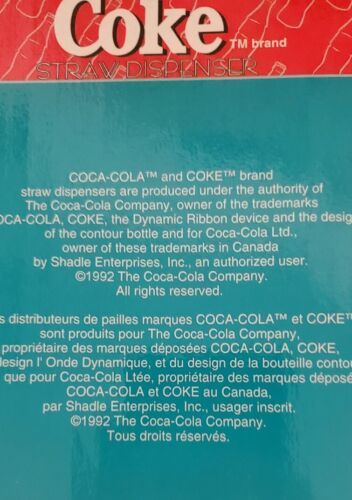 Coke TM brand
STRAW DISPENSER
COCA-COLA™ and COKE™ brand
straw dispensers are produced under the authority of
The Coca-Cola Company, owner of the trademarks
COCA-COLA, COKE, the Dynamic Ribbon device and the desig
of the contour bottle and for Coca-Cola Ltd.,
owner of these trademarks in Canada
by Shadle Enterprises, Inc., an authorized user.
©1992 The Coca-Cola Company.
All rights reserved.
s distributeurs de pailles marques COCA-COLA™ et COKE™
sont produits pour The Coca-Cola Company,
propriétaire des marques déposées COCA-COLA, COKE,
design l' Onde Dynamique, et du design de la bouteille contou
que pour Coca-Cola Ltée, propriétaire des marques déposé
COCA-COLA et COKE au Canada,
par Shadle Enterprises, Inc., usager inscrit.
©1992 The Coca-Cola Company.
Tous droits réservés.